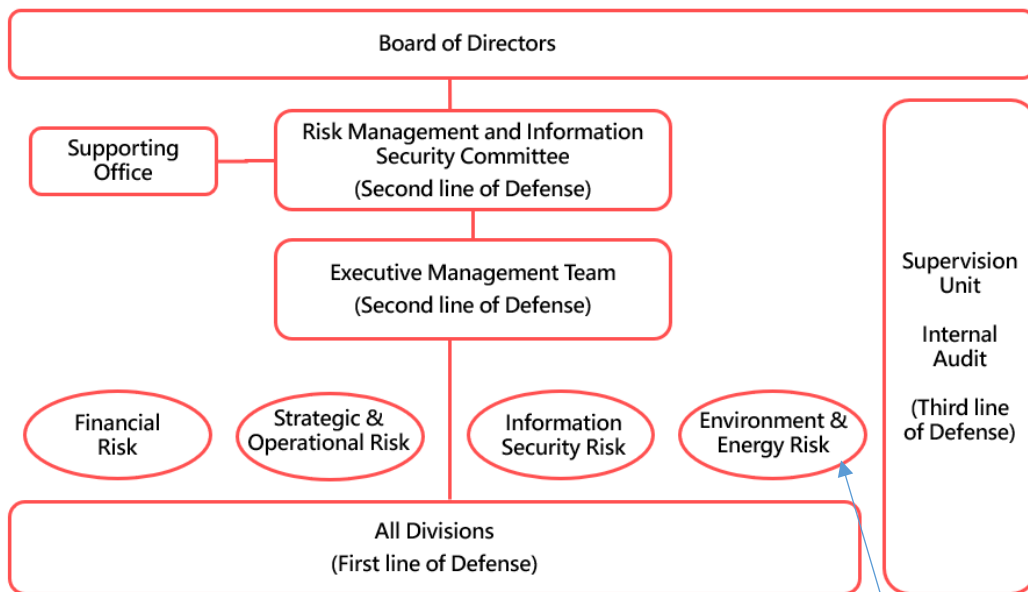 Board of Directors
Risk Management and Information
Security Committee
(Second line of Defense)
Supporting
Office
Executive Management Team
(Second line of Defense)
Supervision
Unit
Internal
Audit
(Third line
of Defense)
Financial
Risk
Strategic &
Operational Risk
Information
Security Risk
Environment &
Energy Risk
All Divisions
(First line of Defense)